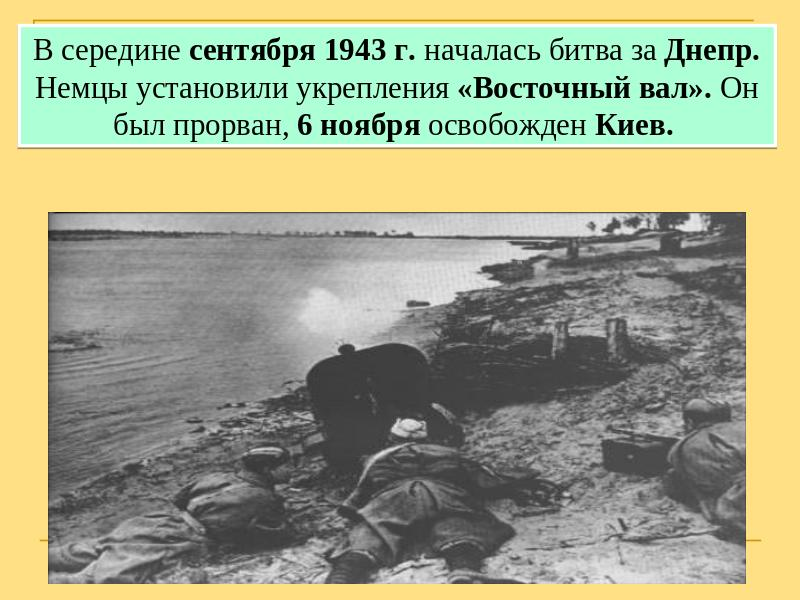 В середине сентября 1943 г. началась битва за Днепр.
Немцы установили укрепления «Восточный вал». Он
был прорван, 6 ноября освобожден Киев.